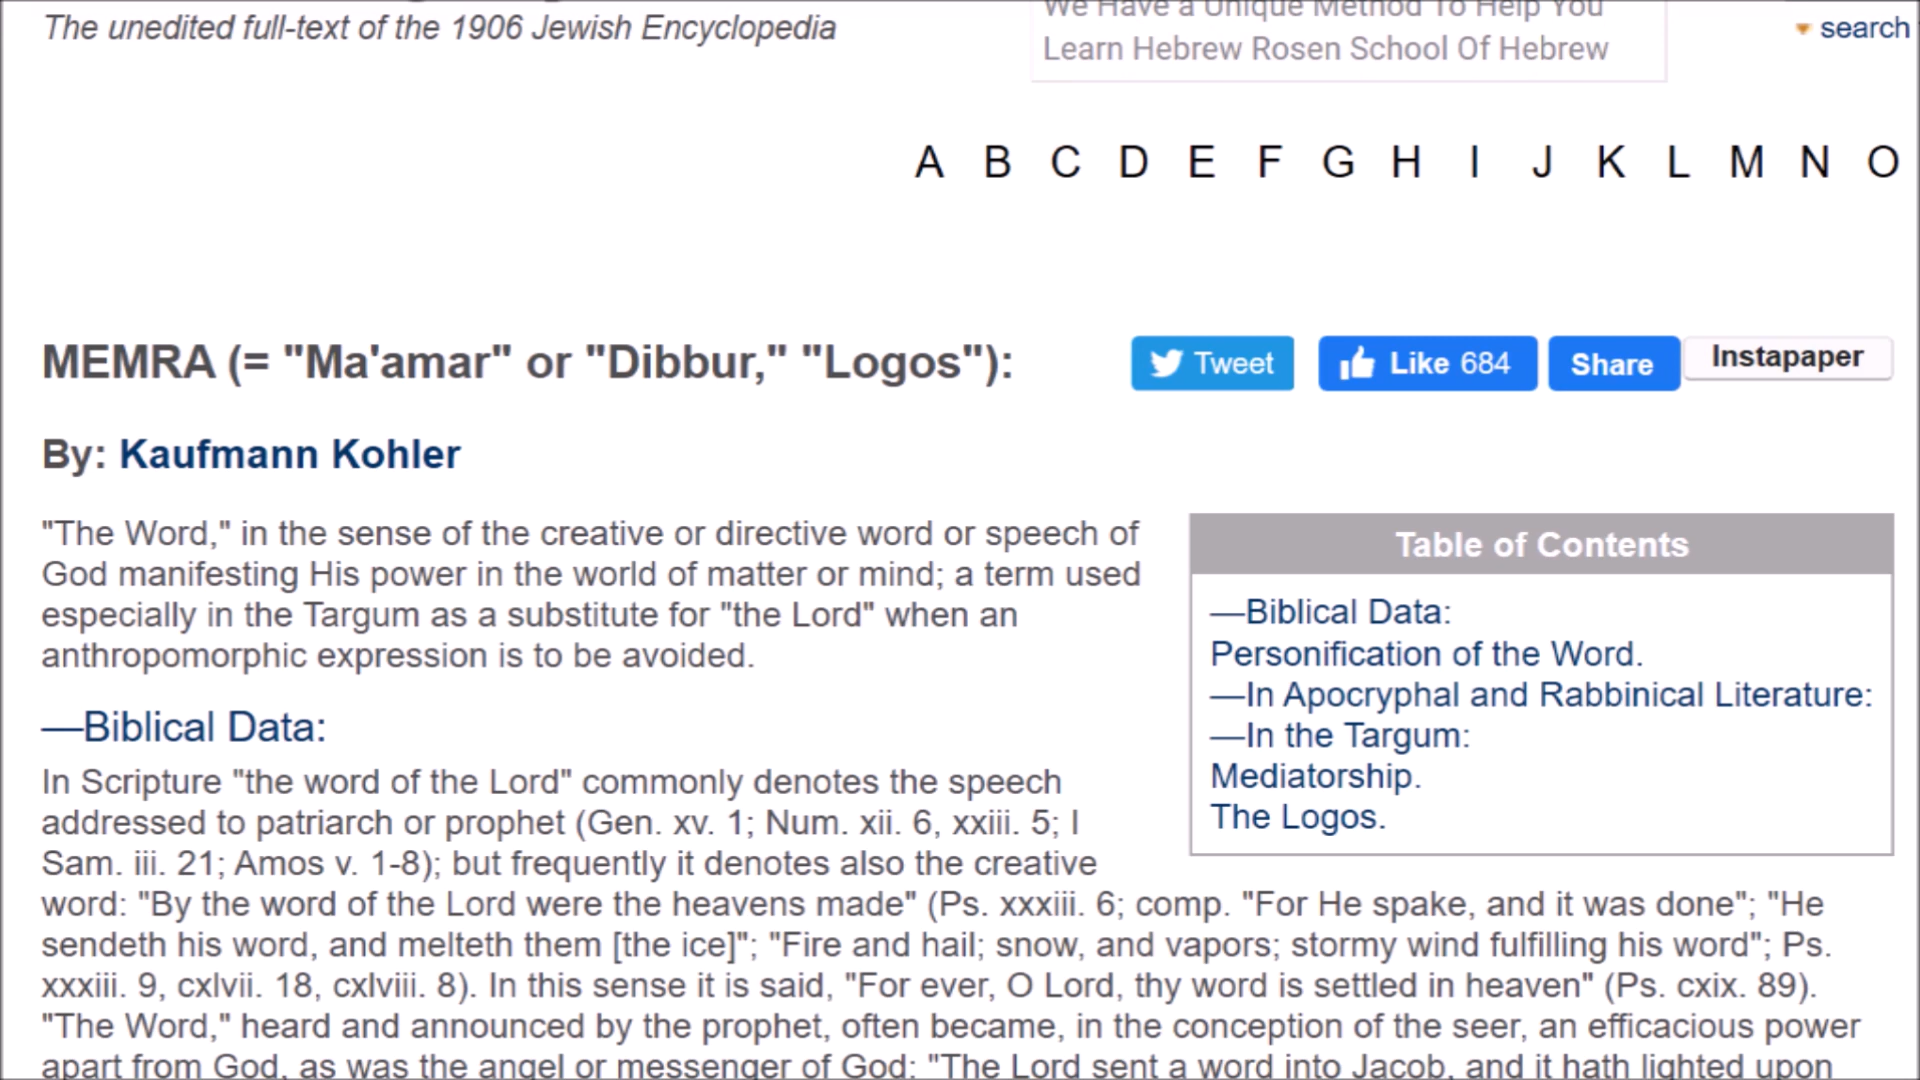 The unedited full-text of the 1906 Jewish Encyclopedia
We Have a Unique Method To Help You
Learn Hebrew Rosen School Of Hebrew
search
A B C D E F G H I J K L M N O
MEMRA (= "Ma'amar" or "Dibbur," "Logos"):
Tweet
Like 684
Share
Instapaper
By: Kaufmann Kohler
"The Word," in the sense of the creative or directive word or speech of
God manifesting His power in the world of matter or mind; a term used
especially in the Targum as a substitute for "the Lord" when an
anthropomorphic expression is to be avoided.
Table of Contents
—Biblical Data:
Personification of the Word.
—In Apocryphal and Rabbinical Literature:
—In the Targum:
Mediatorship.
The Logos.
—Biblical Data:
In Scripture "the word of the Lord" commonly denotes the speech
addressed to patriarch or prophet (Gen. xv. 1; Num. xii. 6, xxiii. 5; I
Sam. iii. 21; Amos v. 1-8); but frequently it denotes also the creative
word: "By the word of the Lord were the heavens made" (Ps. xxxiii. 6; comp. "For He spake, and it was done"; "He
sendeth his word, and melteth them [the ice]"; "Fire and hail; snow, and vapors; stormy wind fulfilling his word"; Ps.
xxxiii. 9, cxlvii. 18, cxlviii. 8). In this sense it is said, "For ever, O Lord, thy word is settled in heaven" (Ps. cxix. 89).
"The Word," heard and announced by the prophet, often became, in the conception of the seer, an efficacious power
apart from God, as was the angel or messenger of God: "The Lord sent a word into Jacob, and it hath lighted upon